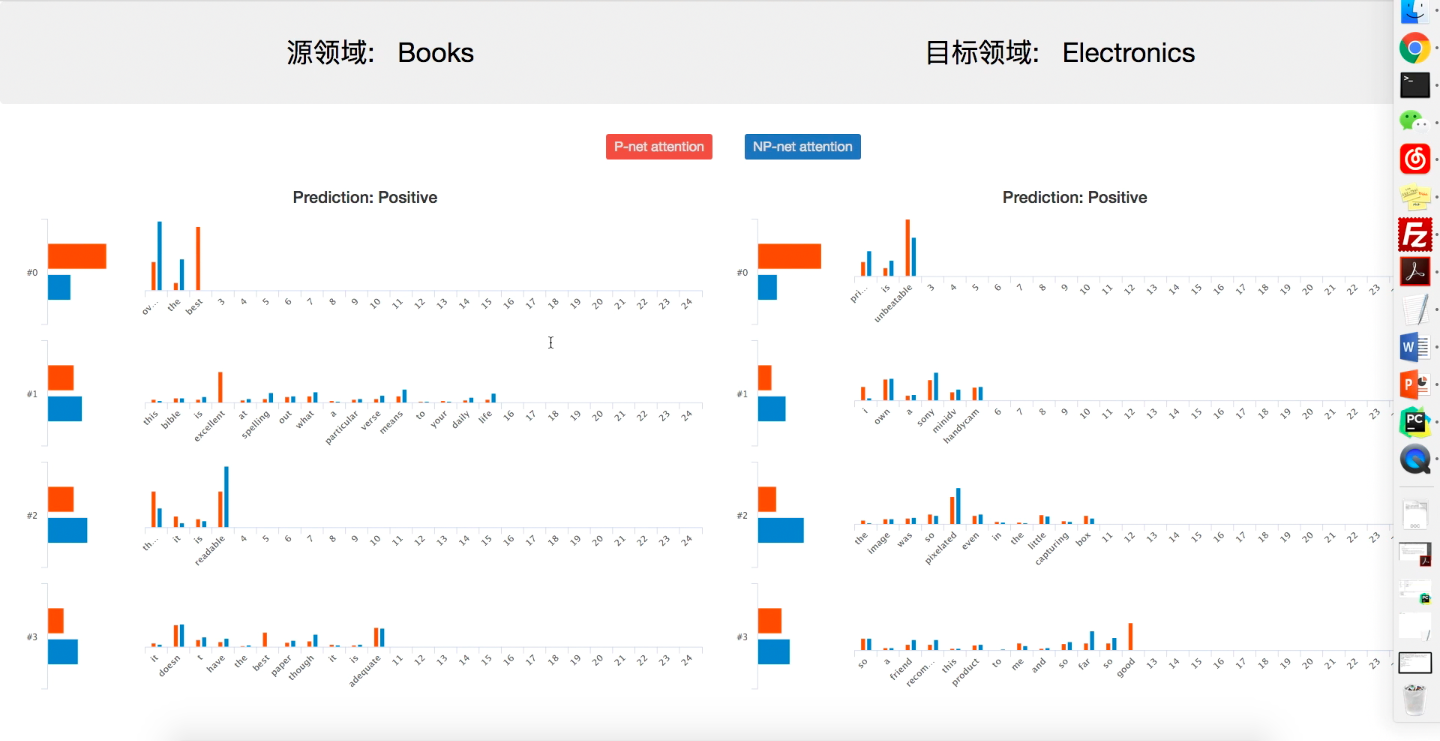 源领域: Books
目标领域: Electronics
P-net attention
NP-net attention
Prediction: Positive
#0
ov...
the
best
3
4
5
6
7
8
9
10
11
12
13
14
15
16
17
18
19
20
21
22
23
24
#1
this
bible
is
excellent
at
spelling
out
what
a
particular
verse
means
to
your
daily
life
16
17
18
19
20
21
22
23
24
#2
th...
it
is
readable
4
5
6
7
8
9
10
11
12
13
14
15
16
17
18
19
20
21
22
23
24
#3
it
doesn
t
have
the
best
paper
though
it
is
adequate
11
12
13
14
15
16
17
18
19
20
21
22
23
24
Prediction: Positive
#0
pri...
is
unbeatable
3
4
5
6
7
8
9
10
11
12
13
14
15
16
17
18
19
20
21
22
23
#1
i
own
a
sony
minidv
handycam
6
7
8
9
10
11
12
13
14
15
16
17
18
19
20
21
22
23
#2
the
image
was
so
pixelated
even
in
the
little
capturing
box
11
12
13
14
15
16
17
18
19
20
21
22
23
#3
so
a
friend
recom...
this
product
to
me
and
so
far
so
good
13
14
15
16
17
18
19
20
21
22
23
>_
Fz
W
P
PC